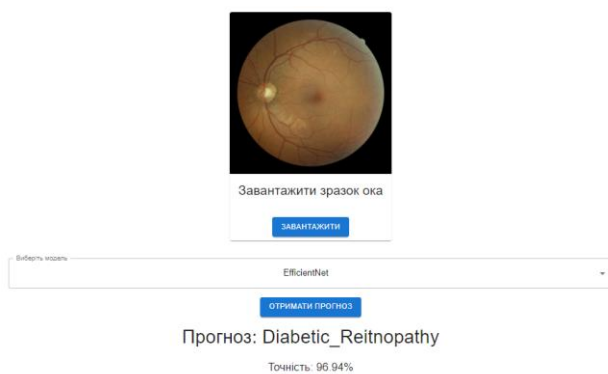 Завантажити зразок ока
ЗАВАНТАЖИТИ
Виберіть модель
EfficientNet
ОТРИМАТИ ПРОГНОЗ
Прогноз: Diabetic_Reitnopathy
Точність: 96.94%